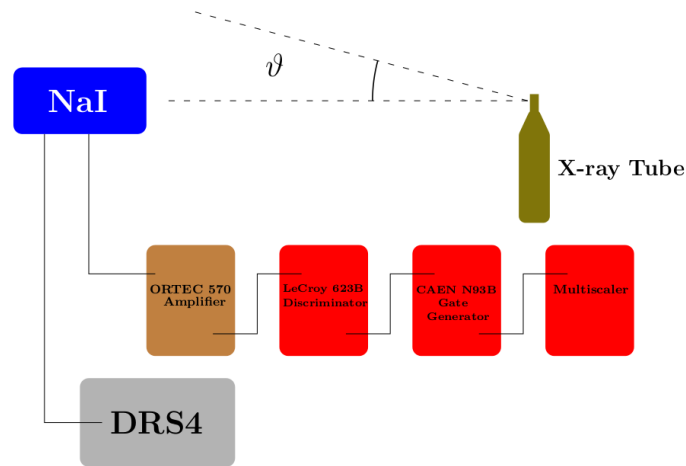 ϑ
NaI
X-ray Tube
ORTEC 570
Amplifier
LeCroy 623B
Discriminator
CAEN N93B
Gate
Generator
Multiscaler
DRS4